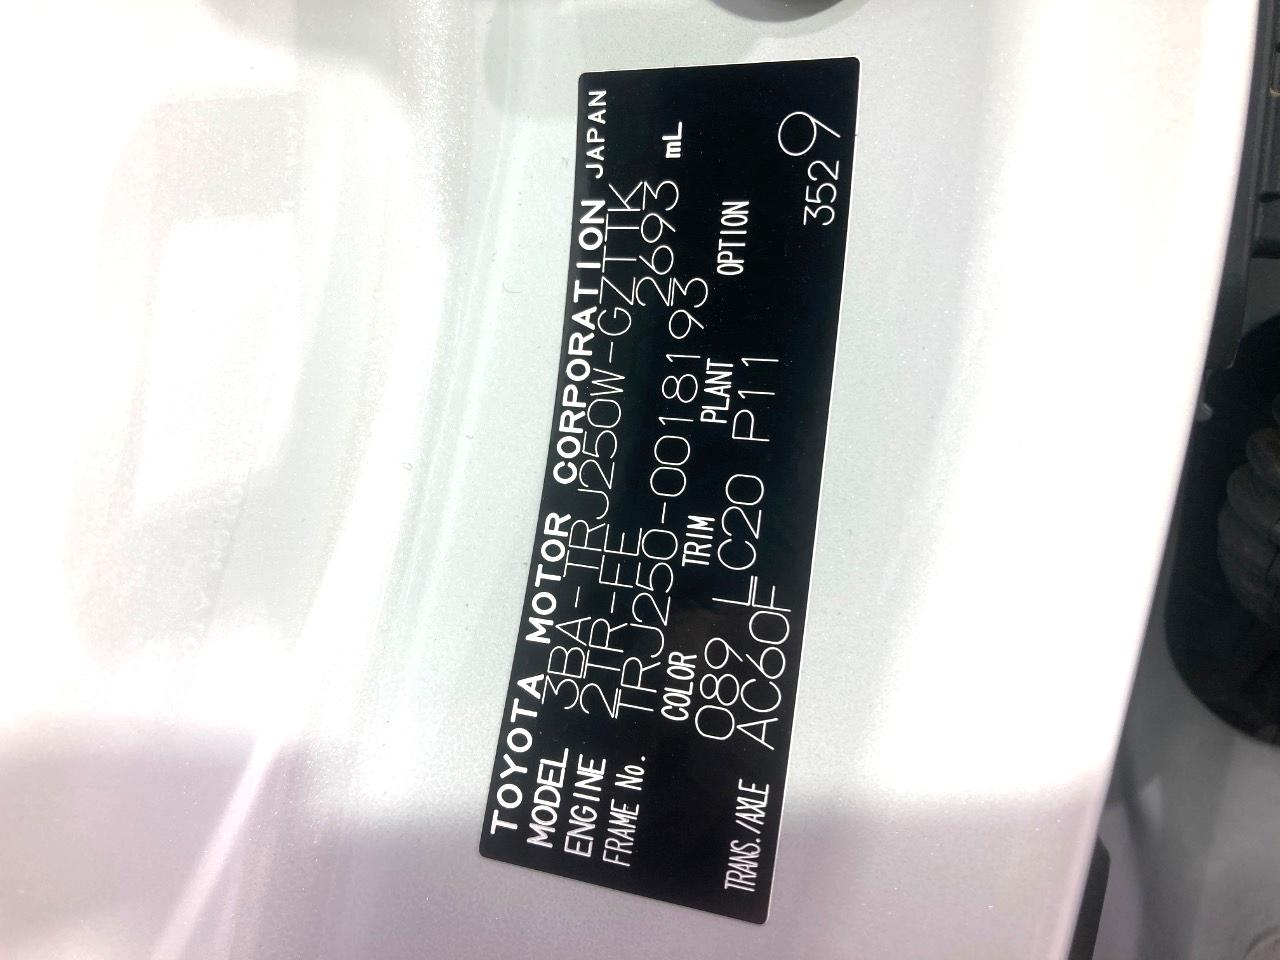 TOYOTA MOTOR CORPORATION JAPAN
MODEL 3BA-TRJ250W-GZTTK
ENGINE 2TR-FE 2693 mL
FRAME No. TRJ250-0018193
COLOR TRIM PLANT OPTION
089 LC20 P11
TRANS./AXLE AC60F
3529